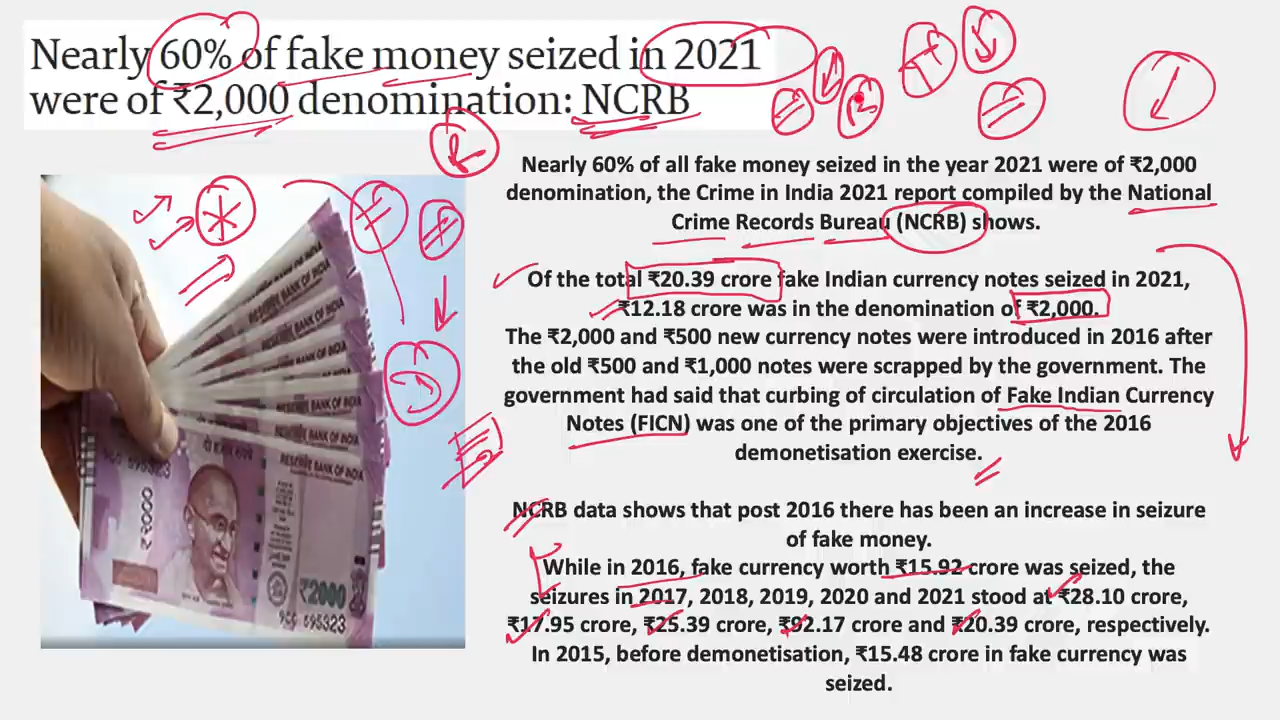 Nearly 60% of fake money seized in 2021
were of ₹2,000 denomination: NCRB
Nearly 60% of all fake money seized in the year 2021 were of ₹2,000
denomination, the Crime in India 2021 report compiled by the National
Crime Records Bureau (NCRB) shows.
Of the total ₹20.39 crore fake Indian currency notes seized in 2021,
₹12.18 crore was in the denomination of ₹2,000.
The ₹2,000 and ₹500 new currency notes were introduced in 2016 after
the old ₹500 and ₹1,000 notes were scrapped by the government. The
government had said that curbing of circulation of Fake Indian Currency
Notes (FICN) was one of the primary objectives of the 2016
demonetisation exercise.
NCRB data shows that post 2016 there has been an increase in seizure
of fake money.
While in 2016, fake currency worth ₹15.92 crore was seized, the
seizures in 2017, 2018, 2019, 2020 and 2021 stood at ₹28.10 crore,
₹17.95 crore, ₹25.39 crore, ₹92.17 crore and ₹20.39 crore, respectively.
In 2015, before demonetisation, ₹15.48 crore in fake currency was
seized.
RESERVE BANK OF INDIA
RESERVE BANK OF INDIA
RESERVE BANK OF INDIA
595323
₹2000
595323